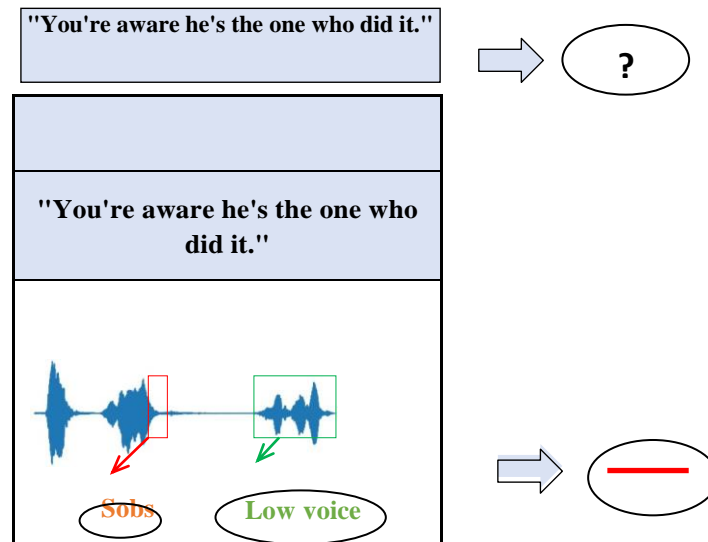 "You're aware he's the one who did it."
?
"You're aware he's the one who
did it."
Sobs
Low voice